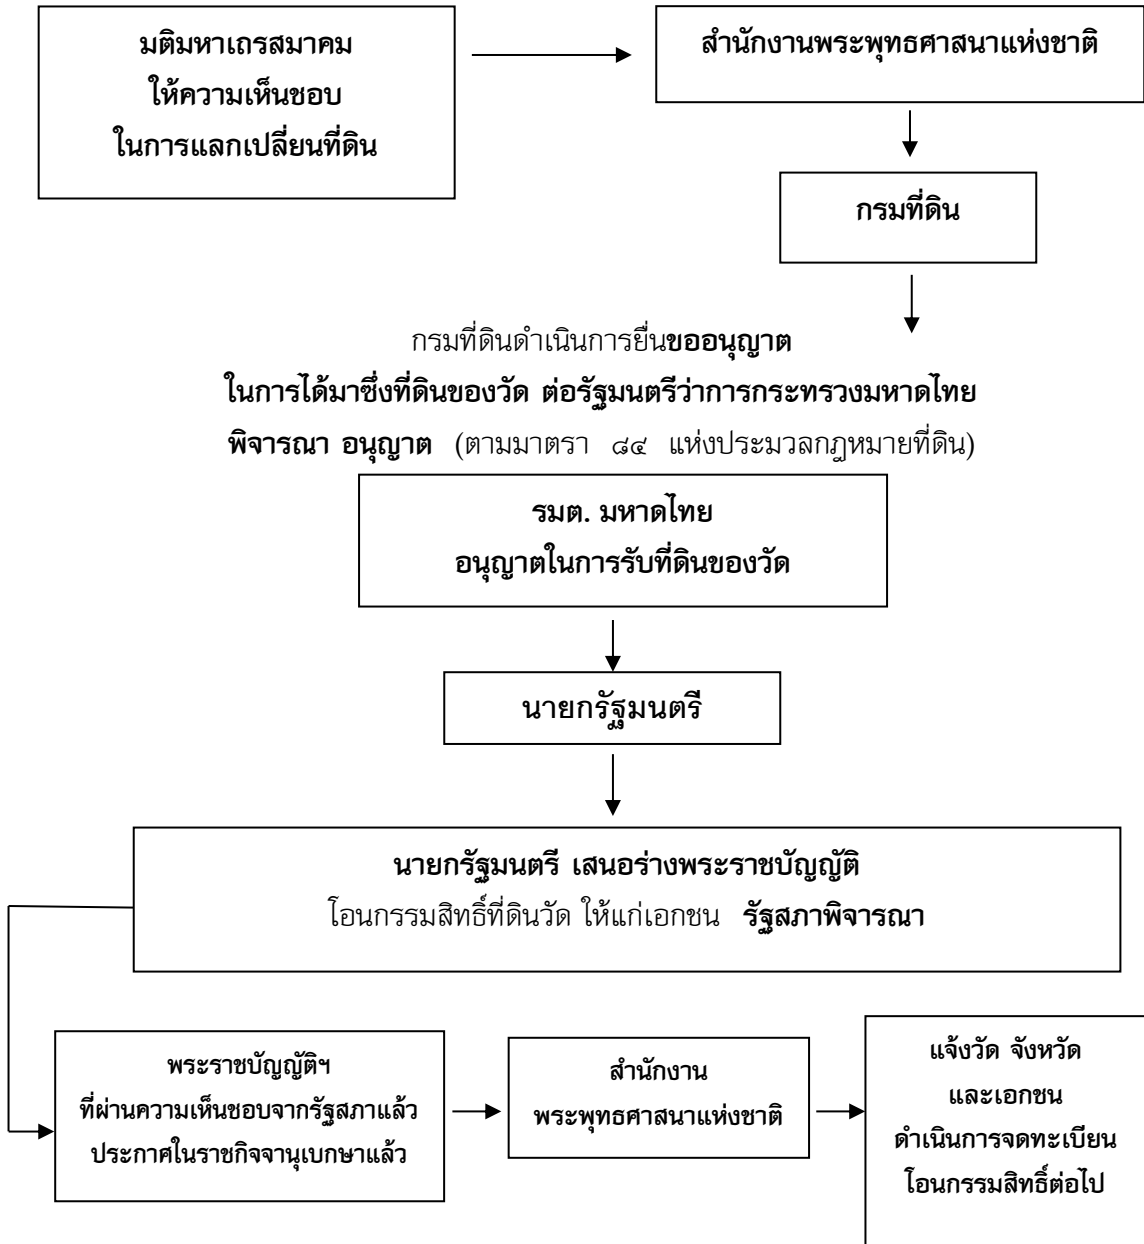 มติมหาเถรสมาคม
ให้ความเห็นชอบ
ในการแลกเปลี่ยนที่ดิน
สำนักงานพระพุทธศาสนาแห่งชาติ
กรมที่ดิน
กรมที่ดินดำเนินการยื่นขออนุญาต
ในการได้มาซึ่งที่ดินของวัด ต่อรัฐมนตรีว่าการกระทรวงมหาดไทย
พิจารณา อนุญาต (ตามมาตรา ๘๔ แห่งประมวลกฎหมายที่ดิน)
รมต. มหาดไทย
อนุญาตในการรับที่ดินของวัด
นายกรัฐมนตรี
นายกรัฐมนตรี เสนอร่างพระราชบัญญัติ
โอนกรรมสิทธิ์ที่ดินวัด ให้แก่เอกชน รัฐสภาพิจารณา
พระราชบัญญัติฯ
ที่ผ่านความเห็นชอบจากรัฐสภาแล้ว
ประกาศในราชกิจจานุเบกษาแล้ว
สำนักงาน
พระพุทธศาสนาแห่งชาติ
แจ้งวัด จังหวัด
และเอกชน
ดำเนินการจดทะเบียน
โอนกรรมสิทธิ์ต่อไป